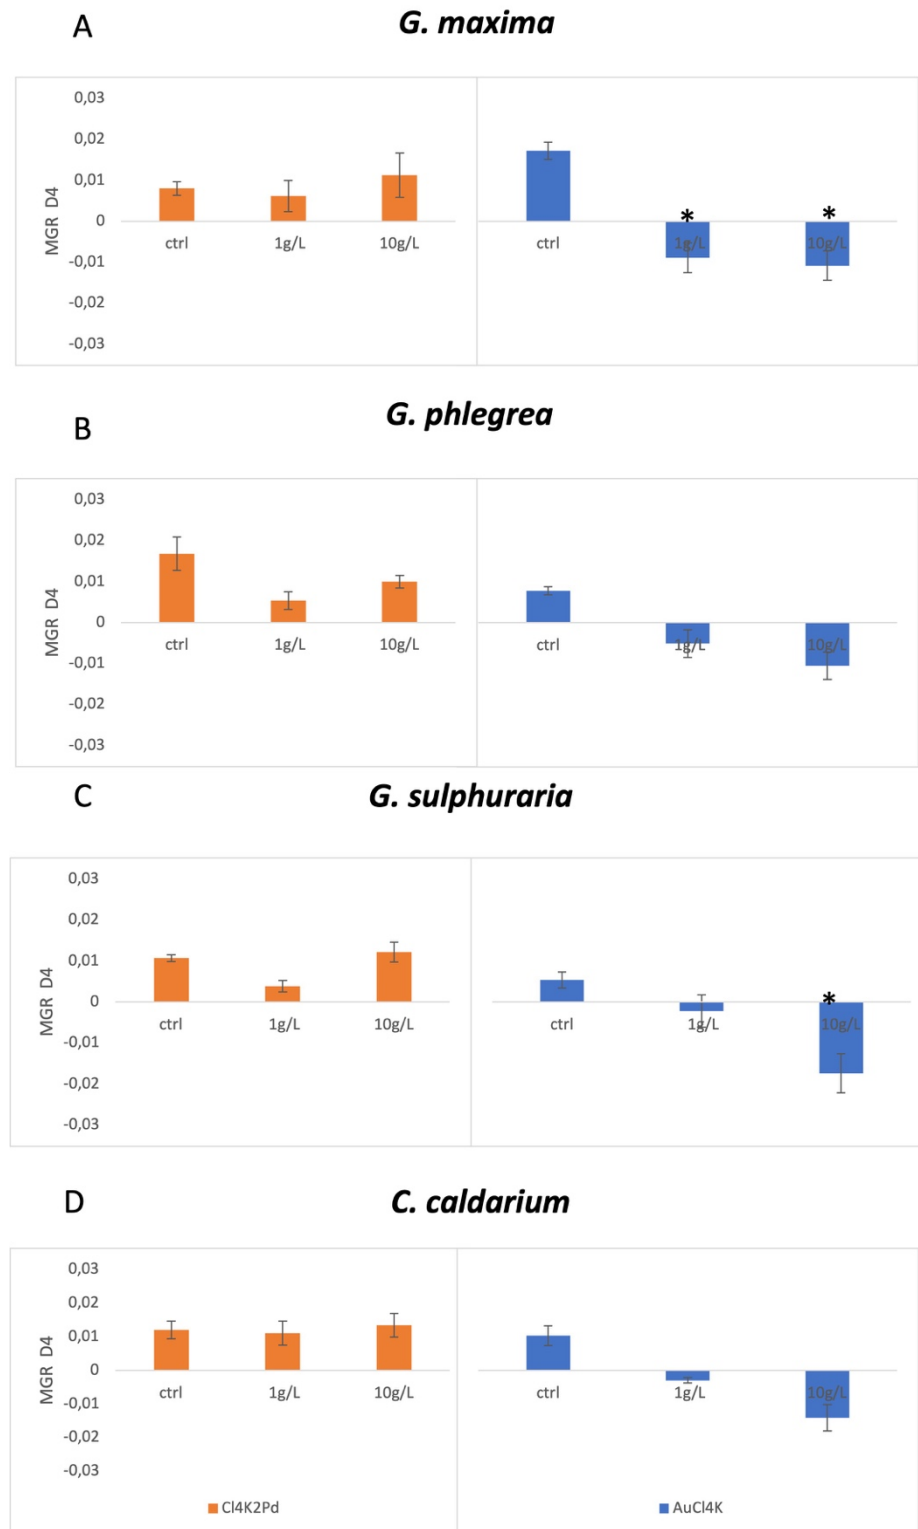 A
G. maxima
MGR D4
0,03
0,02
0,01
0
-0,01
-0,02
-0,03
ctrl 1g/L 10g/L
ctrl 1g/L 10g/L
* *
B
G. phlegrea
MGR D4
0,03
0,02
0,01
0
-0,01
-0,02
-0,03
ctrl 1g/L 10g/L
ctrl 1g/L 10g/L
C
G. sulphuraria
MGR D4
0,03
0,02
0,01
0
-0,01
-0,02
-0,03
ctrl 1g/L 10g/L
ctrl 1g/L 10g/L
*
D
C. caldarium
MGR D4
0,03
0,02
0,01
0
-0,01
-0,02
-0,03
ctrl 1g/L 10g/L
ctrl 1g/L 10g/L
Cl4K2Pd
AuCl4K